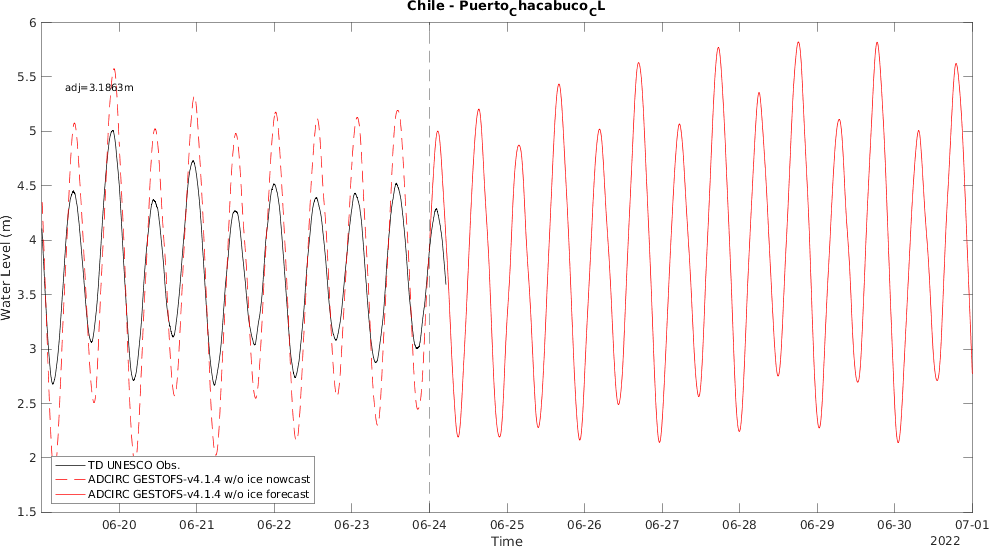 Chile - PuertoChacabucoCL
6
5.5
adj=3.1863m
5
4.5
4
3.5
3
2.5
2
1.5
Water Level (m)
TD UNESCO Obs.
ADCIRC GESTOFS-v4.1.4 w/o ice nowcast
ADCIRC GESTOFS-v4.1.4 w/o ice forecast
06-20 06-21 06-22 06-23 06-24 06-25 06-26 06-27 06-28 06-29 06-30 07-01
Time
2022